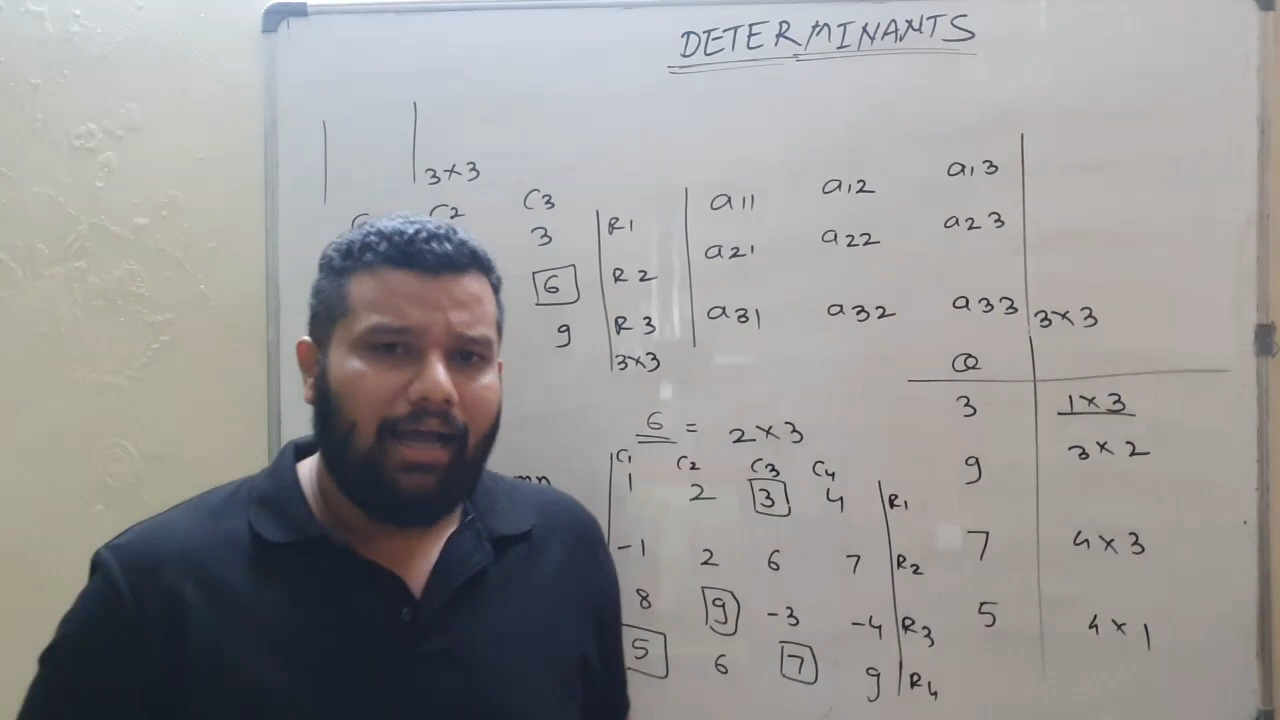 DETERMINANTS
3×3
C2 C3
3 R1
6 R2
9 R3
3×3
a11 a12 a13
a21 a22 a23
a31 a32 a33
3×3
6 = 2×3
C1 C2 C3 C4
1 2 3 4 R1
-1 2 6 7 R2
8 9 -3 -4 R3
5 6 7 9 R4
Q
3 1×3
9 3×2
7 4×3
5 4×1